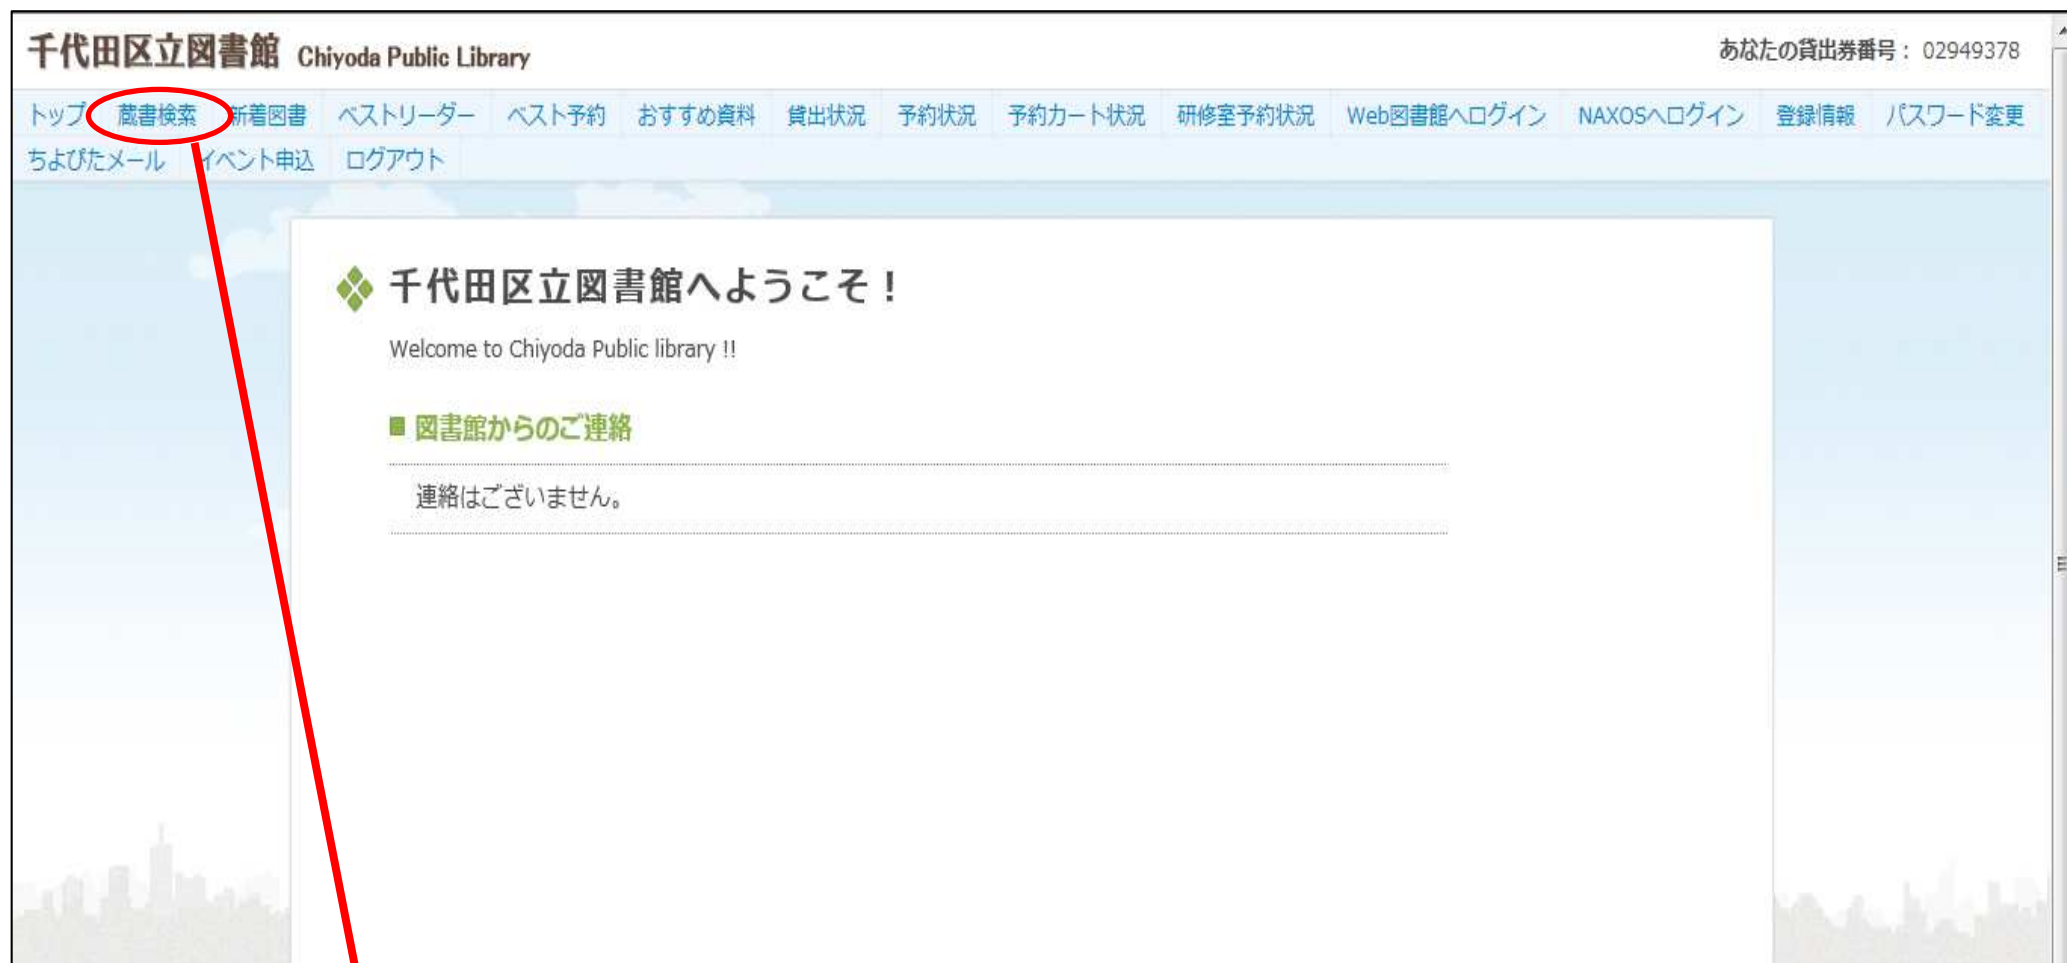 千代田区立図書館 Chiyoda Public Library
あなたの貸出券番号： 02949378
トップ 蔵書検索 新着図書 ベストリーダー ベスト予約 おすすめ資料 貸出状況 予約状況 予約カート状況 研修室予約状況 Web図書館へログイン NAXOSへログイン 登録情報 パスワード変更
ちよぴたメール イベント申込 ログアウト
千代田区立図書館へようこそ！
Welcome to Chiyoda Public library !!
図書館からのご連絡
連絡はございません。